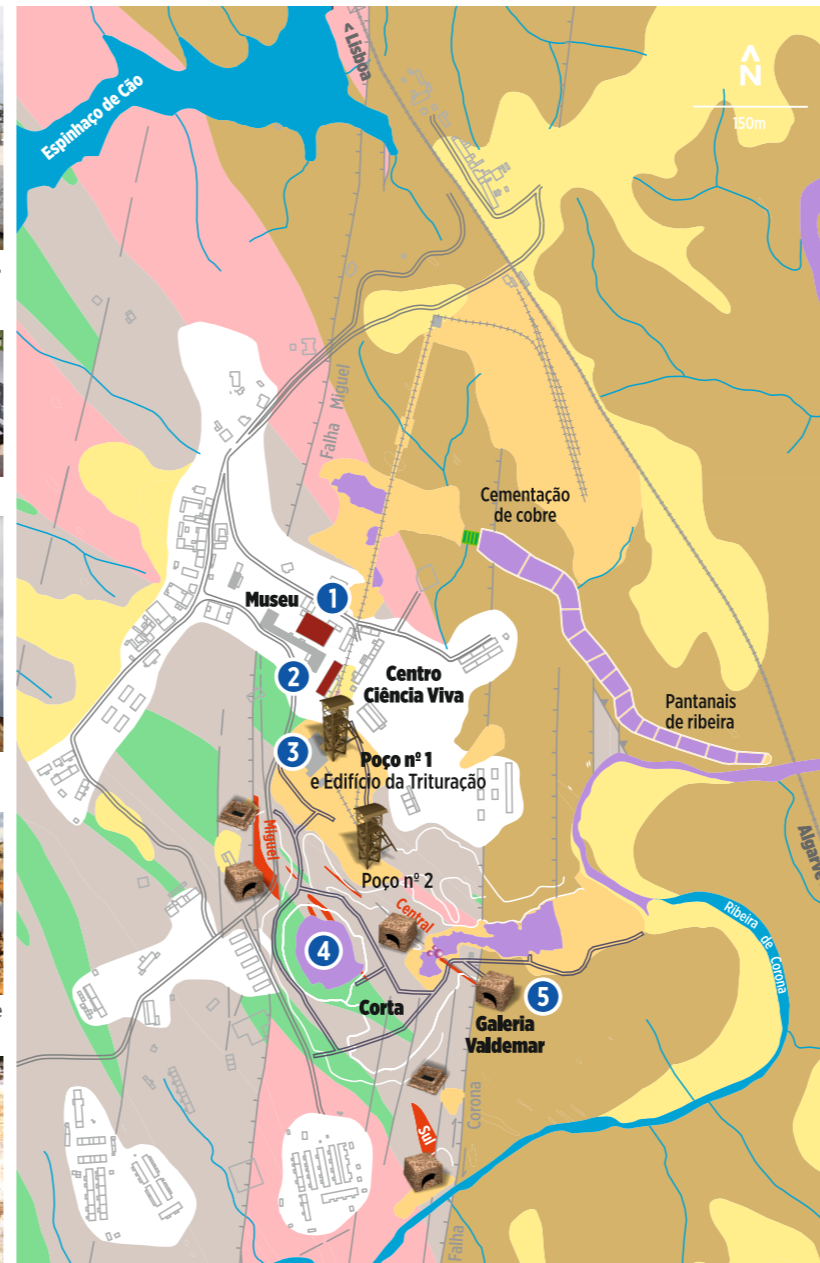 < Lisboa
N
150m
Espinhaço de Cão
Falha Miguel
Cementação
de cobre
Museu
1
2
Centro
Ciência Viva
Pantanais
de ribeira
3
Poço nº 1
e Edifício da Trituração
Algarve
Miguel
Poço nº 2
Central
Ribeira de Corona
4
5
Corta
Galeria
Valdemar
Sul
Falha Corona